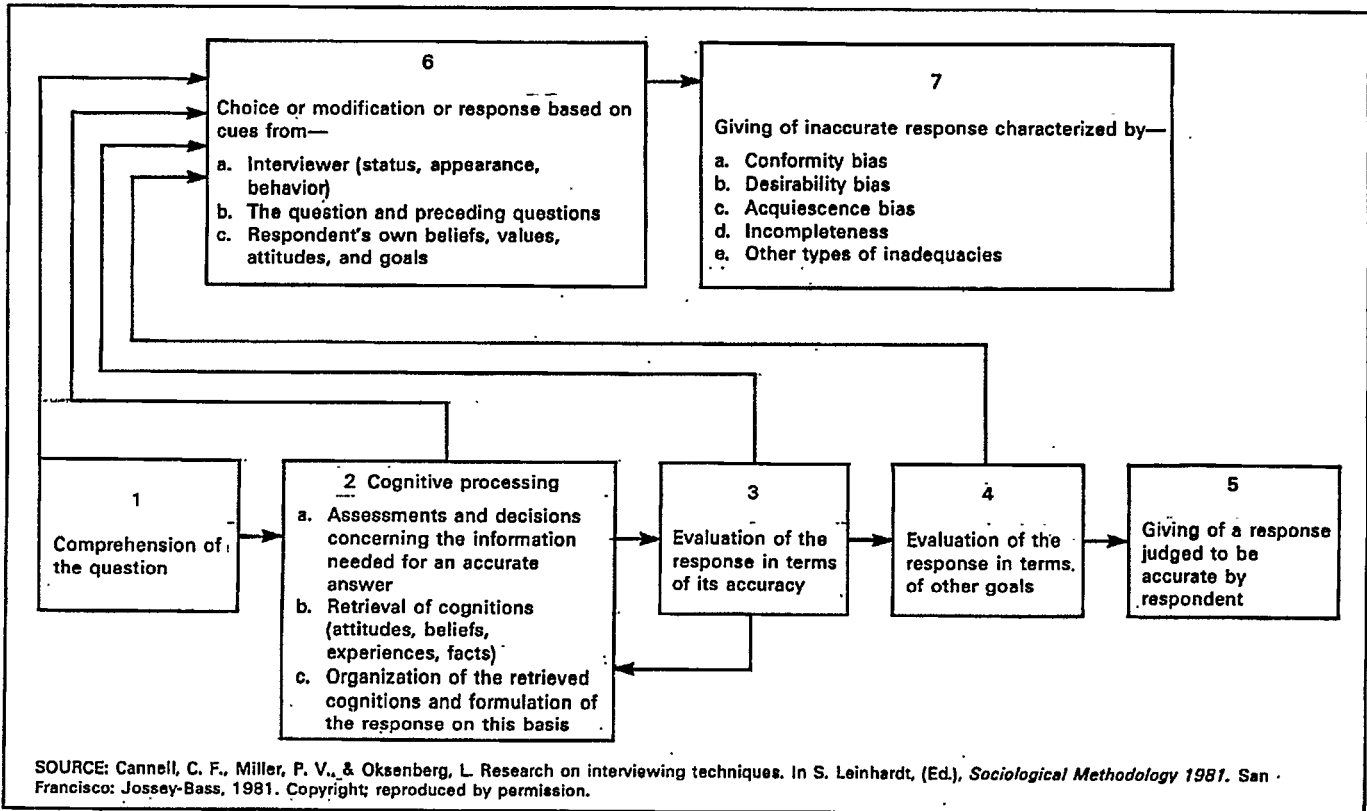 6
Choice or modification or response based on
cues from—
a. Interviewer (status, appearance,
behavior)
b. The question and preceding questions
c. Respondent's own beliefs, values,
attitudes, and goals
7
Giving of inaccurate response characterized by—
a. Conformity bias
b. Desirability bias
c. Acquiescence bias
d. Incompleteness
e. Other types of inadequacies
1
Comprehension of
the question
2 Cognitive processing
a. Assessments and decisions
concerning the information
needed for an accurate
answer
b. Retrieval of cognitions
(attitudes, beliefs,
experiences, facts)
c. Organization of the retrieved
cognitions and formulation of
the response on this basis
3
Evaluation of the
response in terms
of its accuracy
4
Evaluation of the
response in terms
of other goals
5
Giving of a response
judged to be
accurate by
respondent
SOURCE: Cannell, C. F., Miller, P. V., & Oksenberg, L. Research on interviewing techniques. In S. Leinhardt, (Ed.), Sociological Methodology 1981. San
Francisco: Jossey-Bass, 1981. Copyright; reproduced by permission.